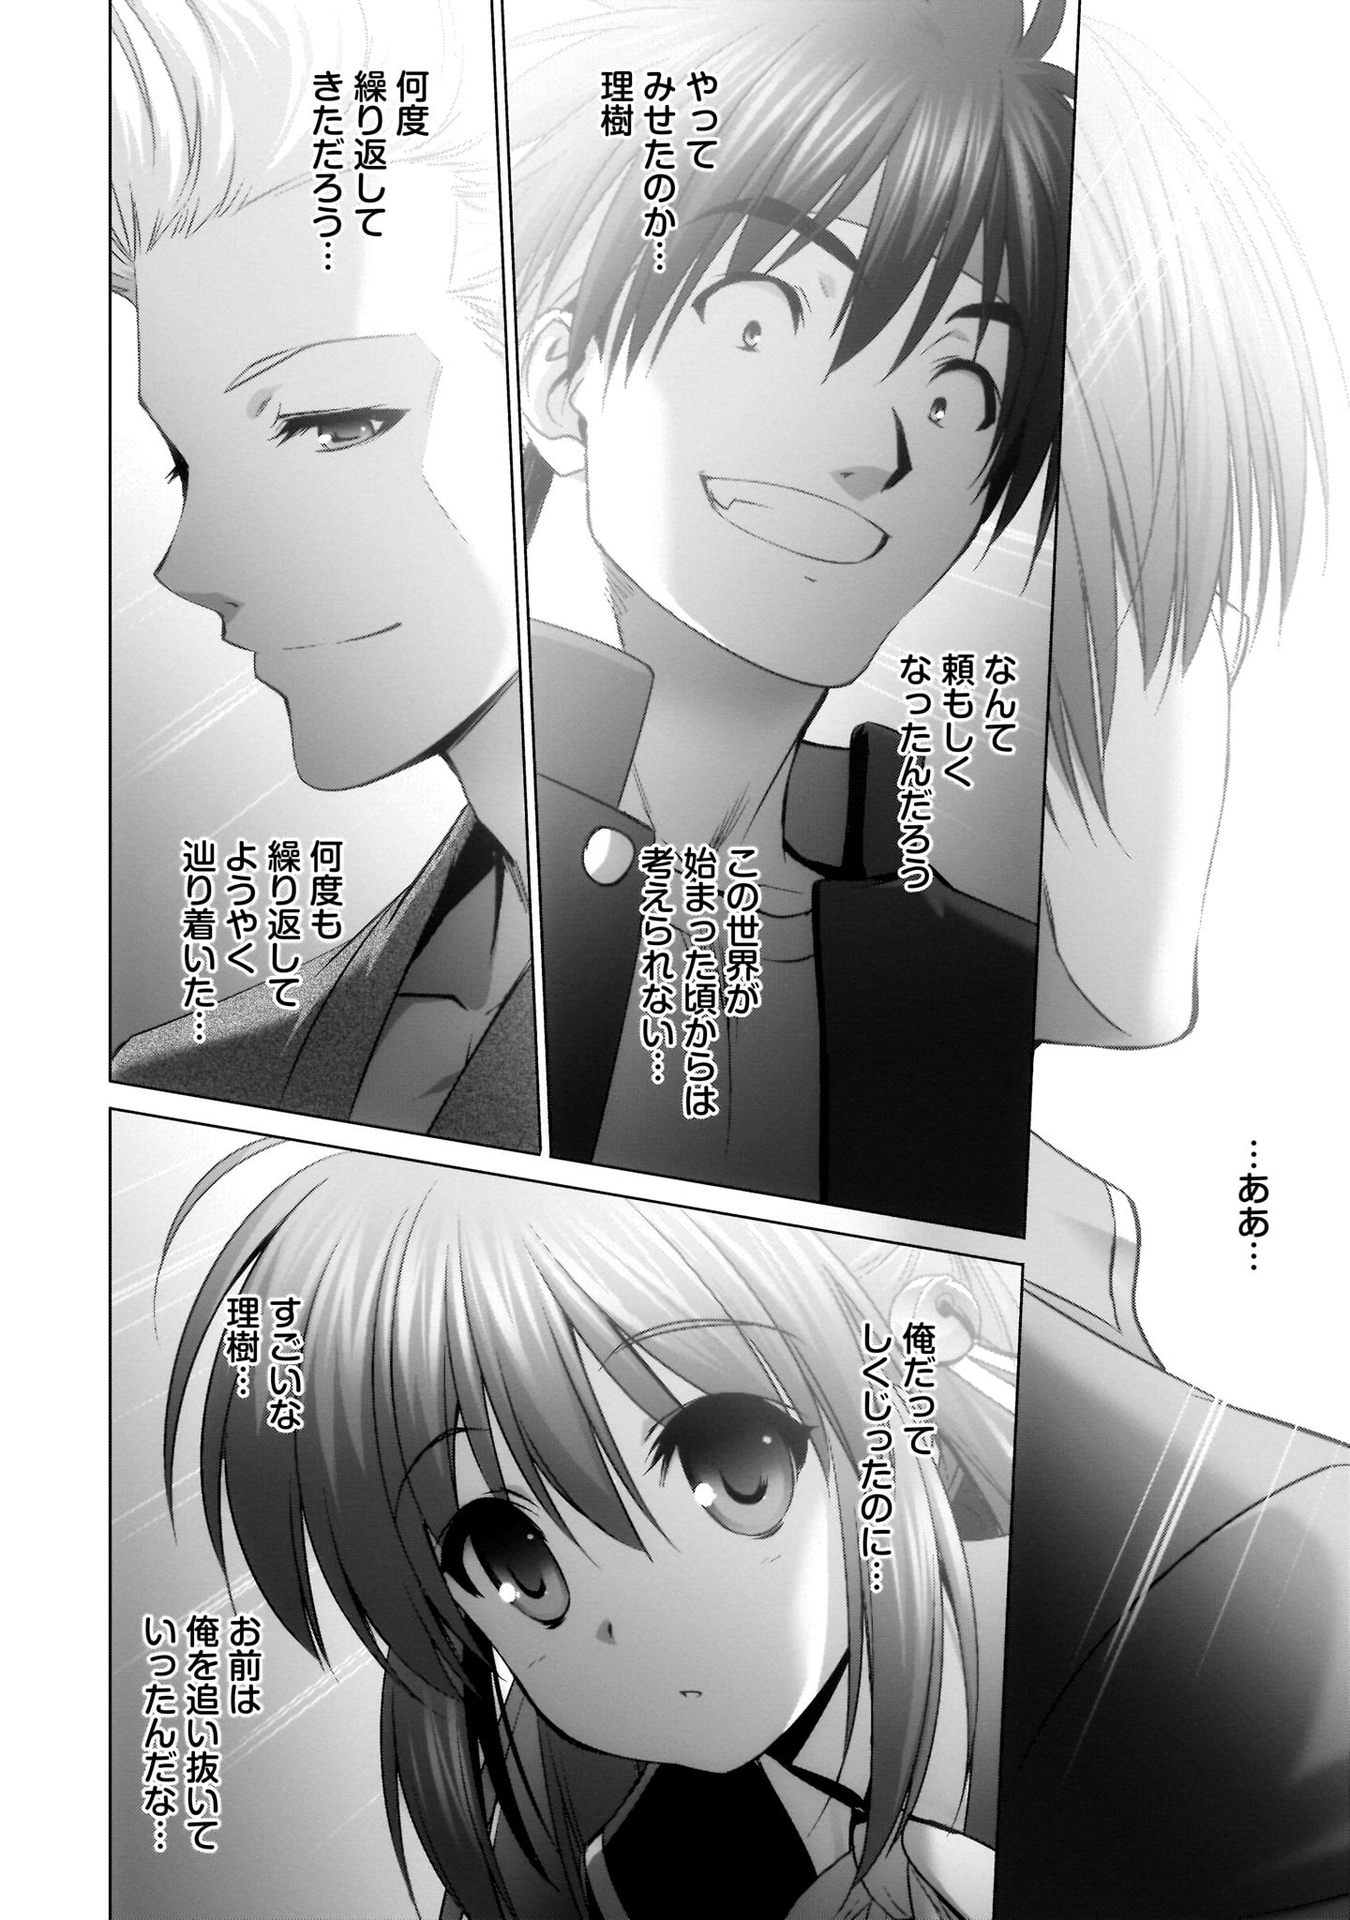 …ああ…
やって
みせたのか…
理樹
なんて
頼もしく
なったんだろう
この世界が
始まった頃からは
考えられない…
何度
繰り返して
きただろう…
何度も
繰り返して
ようやく
辿り着いた…
俺だって
しくじったのに…
すごいな
理樹…
お前は
俺を追い抜いて
いったんだな…